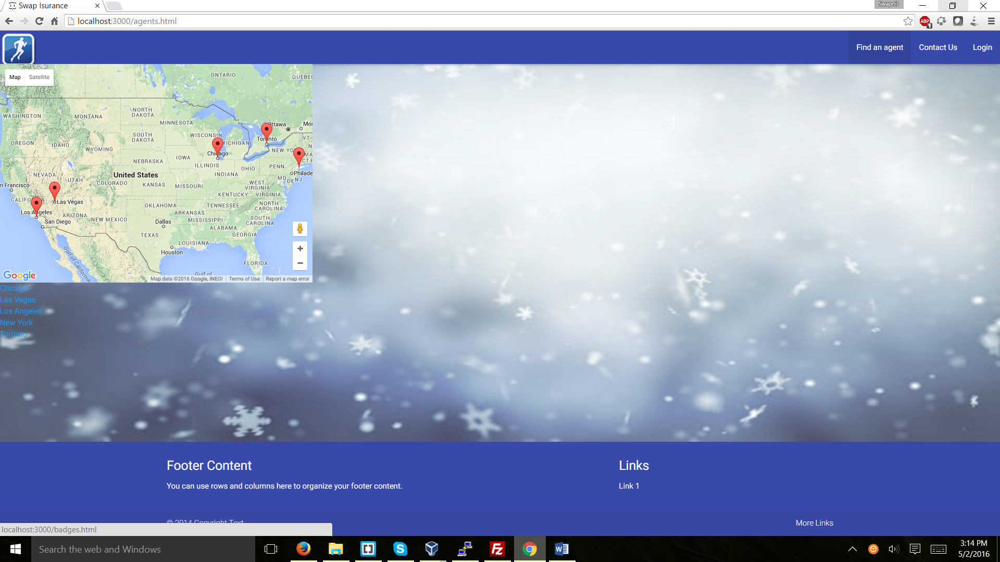 Swap Isurance
Swapnil
localhost:3000/agents.html
ABP
1
Find an agent
Contact Us
Login
Map
Satellite
ONTARIO
QUÉBEC
WASHINGTON
MONTANA
NORTH
DAKOTA
MINNESOTA
Ottawa
Mon
SOUTH
DAKOTA
WISCONSIN
MICHIGAN
Toronto
VT
N
OREGON
IDAHO
WYOMING
Chicago
NEW YO
MA
CT R
IOWA
NEBRASKA
ILLINOIS
INDIANA
OHIO
PENN
Philade
NEVADA
UTAH
United States
COLORADO
KANSAS
MISSOURI
WEST
VIRGINIA
MD
DE
NJ
n Francisco
KENTUCKY
VIRGINIA
CALIFO
A
Las Vegas
OKLAHOMA
TENNESSEE
NORTH
CAROLINA
Los Angeles
ARIZONA
NEW MEXICO
ARKANSAS
MISSISSIPPI
SOUTH
CAROLINA
San Diego
Dallas
ALABAMA
TEXAS
GEORGIA
LOUISIANA
Houston
Gulf of
California
FLORIDA
Gulf of
Google
Map data ©2016 Google, INEGI
Terms of Use
Report a map error
Chicago
Las Vegas
Los Angeles
New York
Toronto
Footer Content
Links
You can use rows and columns here to organize your footer content.
Link 1
© 2014 Copyright Text
More Links
localhost:3000/badges.html
Search the web and Windows
3:14 PM
5/2/2016